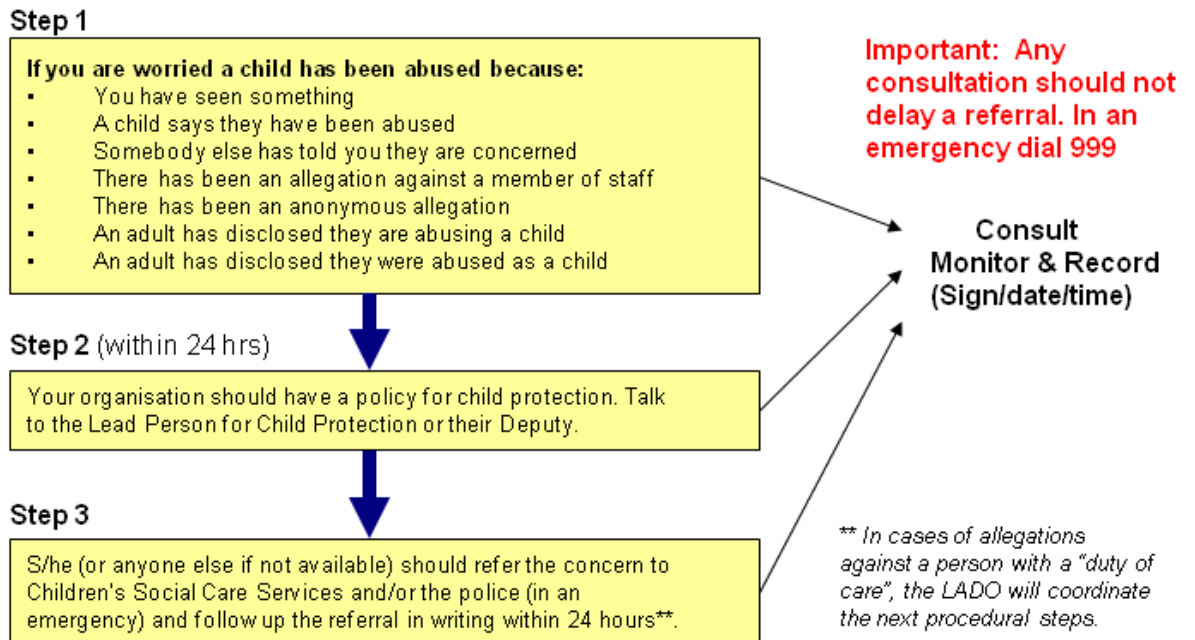 Step 1
If you are worried a child has been abused because:
▪ You have seen something
▪ A child says they have been abused
▪ Somebody else has told you they are concerned
▪ There has been an allegation against a member of staff
▪ There has been an anonymous allegation
▪ An adult has disclosed they are abusing a child
▪ An adult has disclosed they were abused as a child
Important: Any
consultation should not
delay a referral. In an
emergency dial 999
Consult
Monitor & Record
(Sign/date/time)
Step 2 (within 24 hrs)
Your organisation should have a policy for child protection. Talk
to the Lead Person for Child Protection or their Deputy.
Step 3
S/he (or anyone else if not available) should refer the concern to
Children's Social Care Services and/or the police (in an
emergency) and follow up the referral in writing within 24 hours**.
** In cases of allegations
against a person with a "duty of
care", the LADO will coordinate
the next procedural steps.